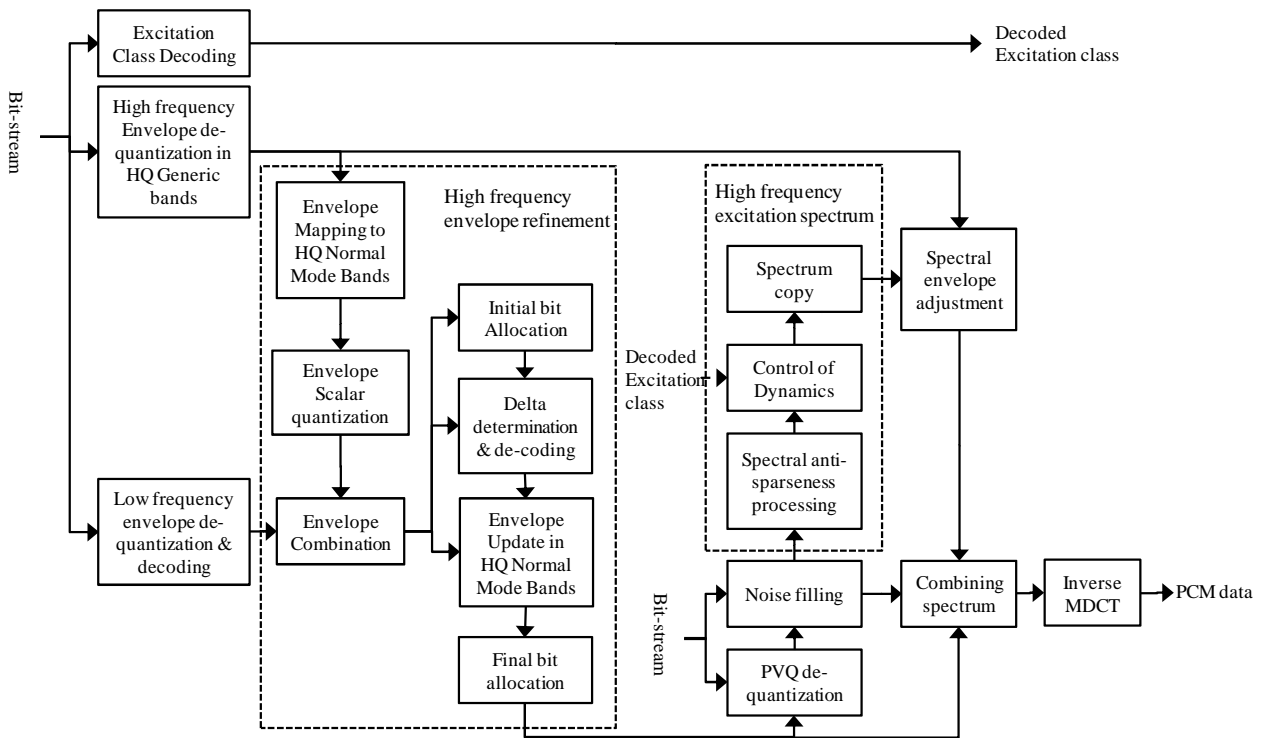 Excitation
Class Decoding
Decoded
Excitation class
Bit-stream
High frequency
Envelope de-
quantization in
HQ Generic
bands
High frequency
envelope refinement
Envelope
Mapping to
HQ Normal
Mode Bands
Initial bit
Allocation
Envelope
Scalar
quantization
Delta
determination
& de-coding
Low frequency
envelope de-
quantization &
decoding
Envelope
Combination
Envelope
Update in
HQ Normal
Mode Bands
Final bit
allocation
High frequency
excitation spectrum
Spectrum
copy
Spectral
envelope
adjustment
Decoded
Excitation
class
Control of
Dynamics
Spectral anti-
sparseness
processing
Bit-stream
Noise filling
Combining
spectrum
Inverse
MDCT
PCM data
PVQ de-
quantization